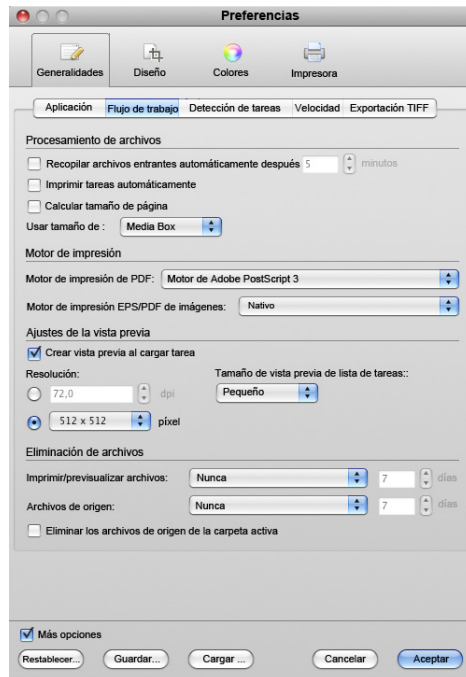 Preferencias
Generalidades Diseño Colores Impresora
Aplicación Flujo de trabajo Detección de tareas Velocidad Exportación TIFF
Procesamiento de archivos
Recopilar archivos entrantes automáticamente después 5 minutos
Imprimir tareas automáticamente
Calcular tamaño de página
Usar tamaño de : Media Box
Motor de impresión
Motor de impresión de PDF: Motor de Adobe PostScript 3
Motor de impresión EPS/PDF de imágenes: Nativo
Ajustes de la vista previa
Crear vista previa al cargar tarea
Resolución: Tamaño de vista previa de lista de tareas::
72,0 dpi Pequeño
512 x 512 píxel
Eliminación de archivos
Imprimir/previsualizar archivos: Nunca 7 días
Archivos de origen: Nunca 7 días
Eliminar los archivos de origen de la carpeta activa
Más opciones
Restablecer... Guardar... Cargar ... Cancelar Aceptar